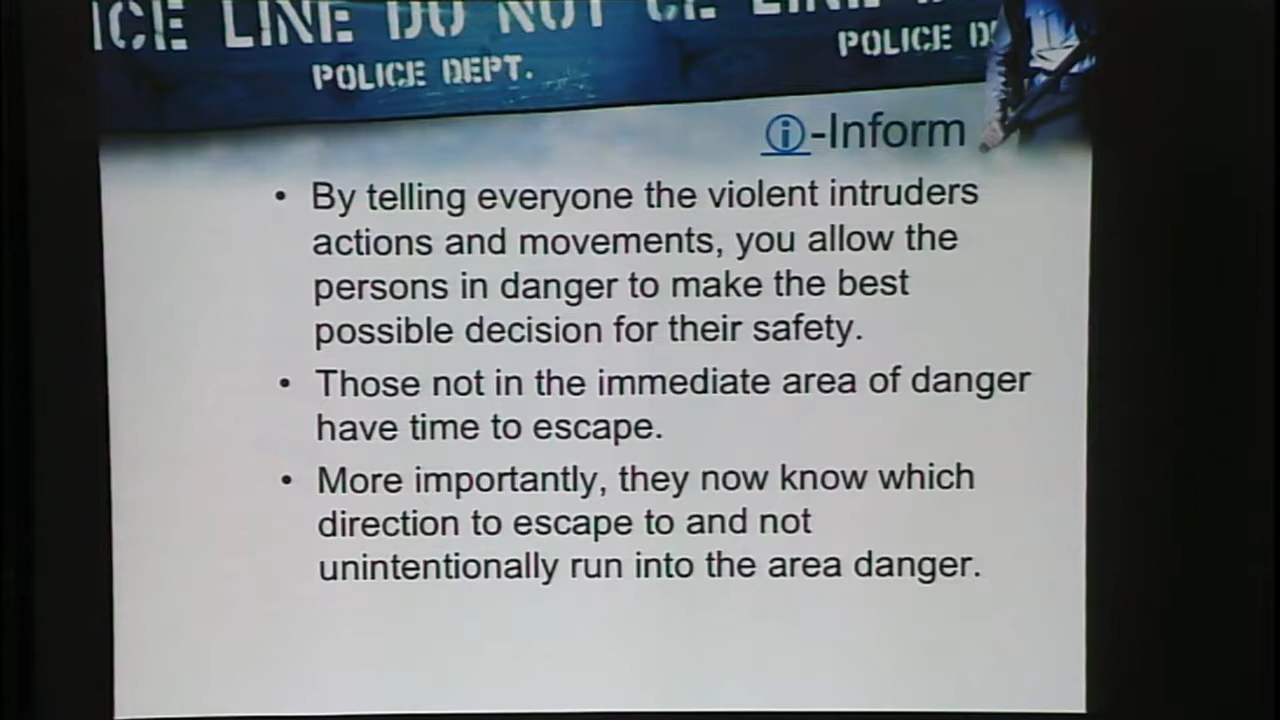 ICE LINE DO NOT
POLICE DEPT.
POLICE
i-Inform
• By telling everyone the violent intruders
actions and movements, you allow the
persons in danger to make the best
possible decision for their safety.
• Those not in the immediate area of danger
have time to escape.
• More importantly, they now know which
direction to escape to and not
unintentionally run into the area danger.